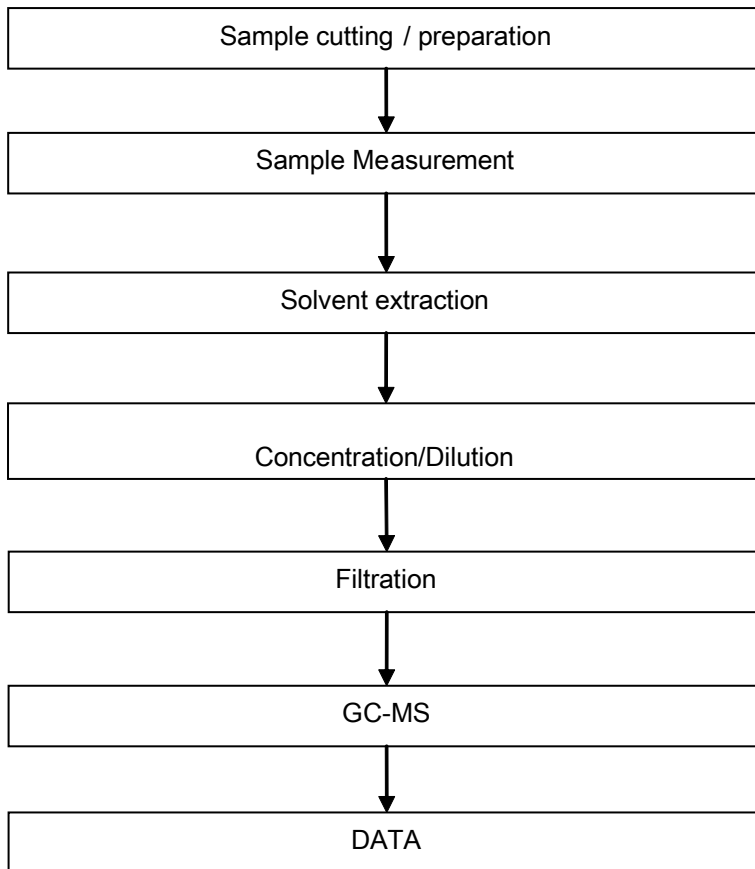 Sample cutting / preparation
Sample Measurement
Solvent extraction
Concentration/Dilution
Filtration
GC-MS
DATA